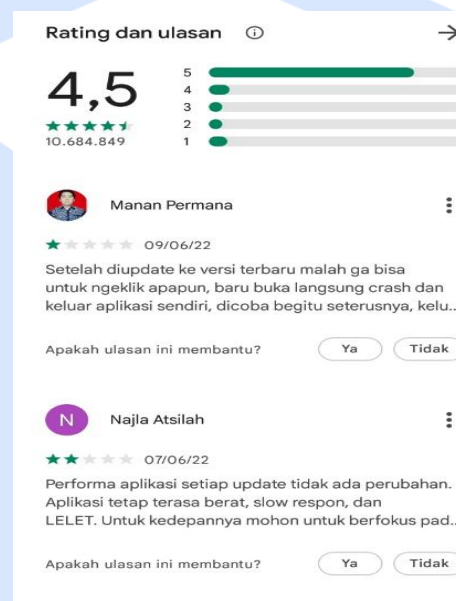 Rating dan ulasan
4,5
5
4
3
2
1
10.684.849
Manan Permana
09/06/22
Setelah diupdate ke versi terbaru malah ga bisa
untuk ngeklik apapun, baru buka langsung crash dan
keluar aplikasi sendiri, dicoba begitu seterusnya, kelu..
Apakah ulasan ini membantu? Ya Tidak
N Najla Atsilah
07/06/22
Performa aplikasi setiap update tidak ada perubahan.
Aplikasi tetap terasa berat, slow respon, dan
LELET. Untuk kedepannya mohon untuk berfokus pad..
Apakah ulasan ini membantu? Ya Tidak